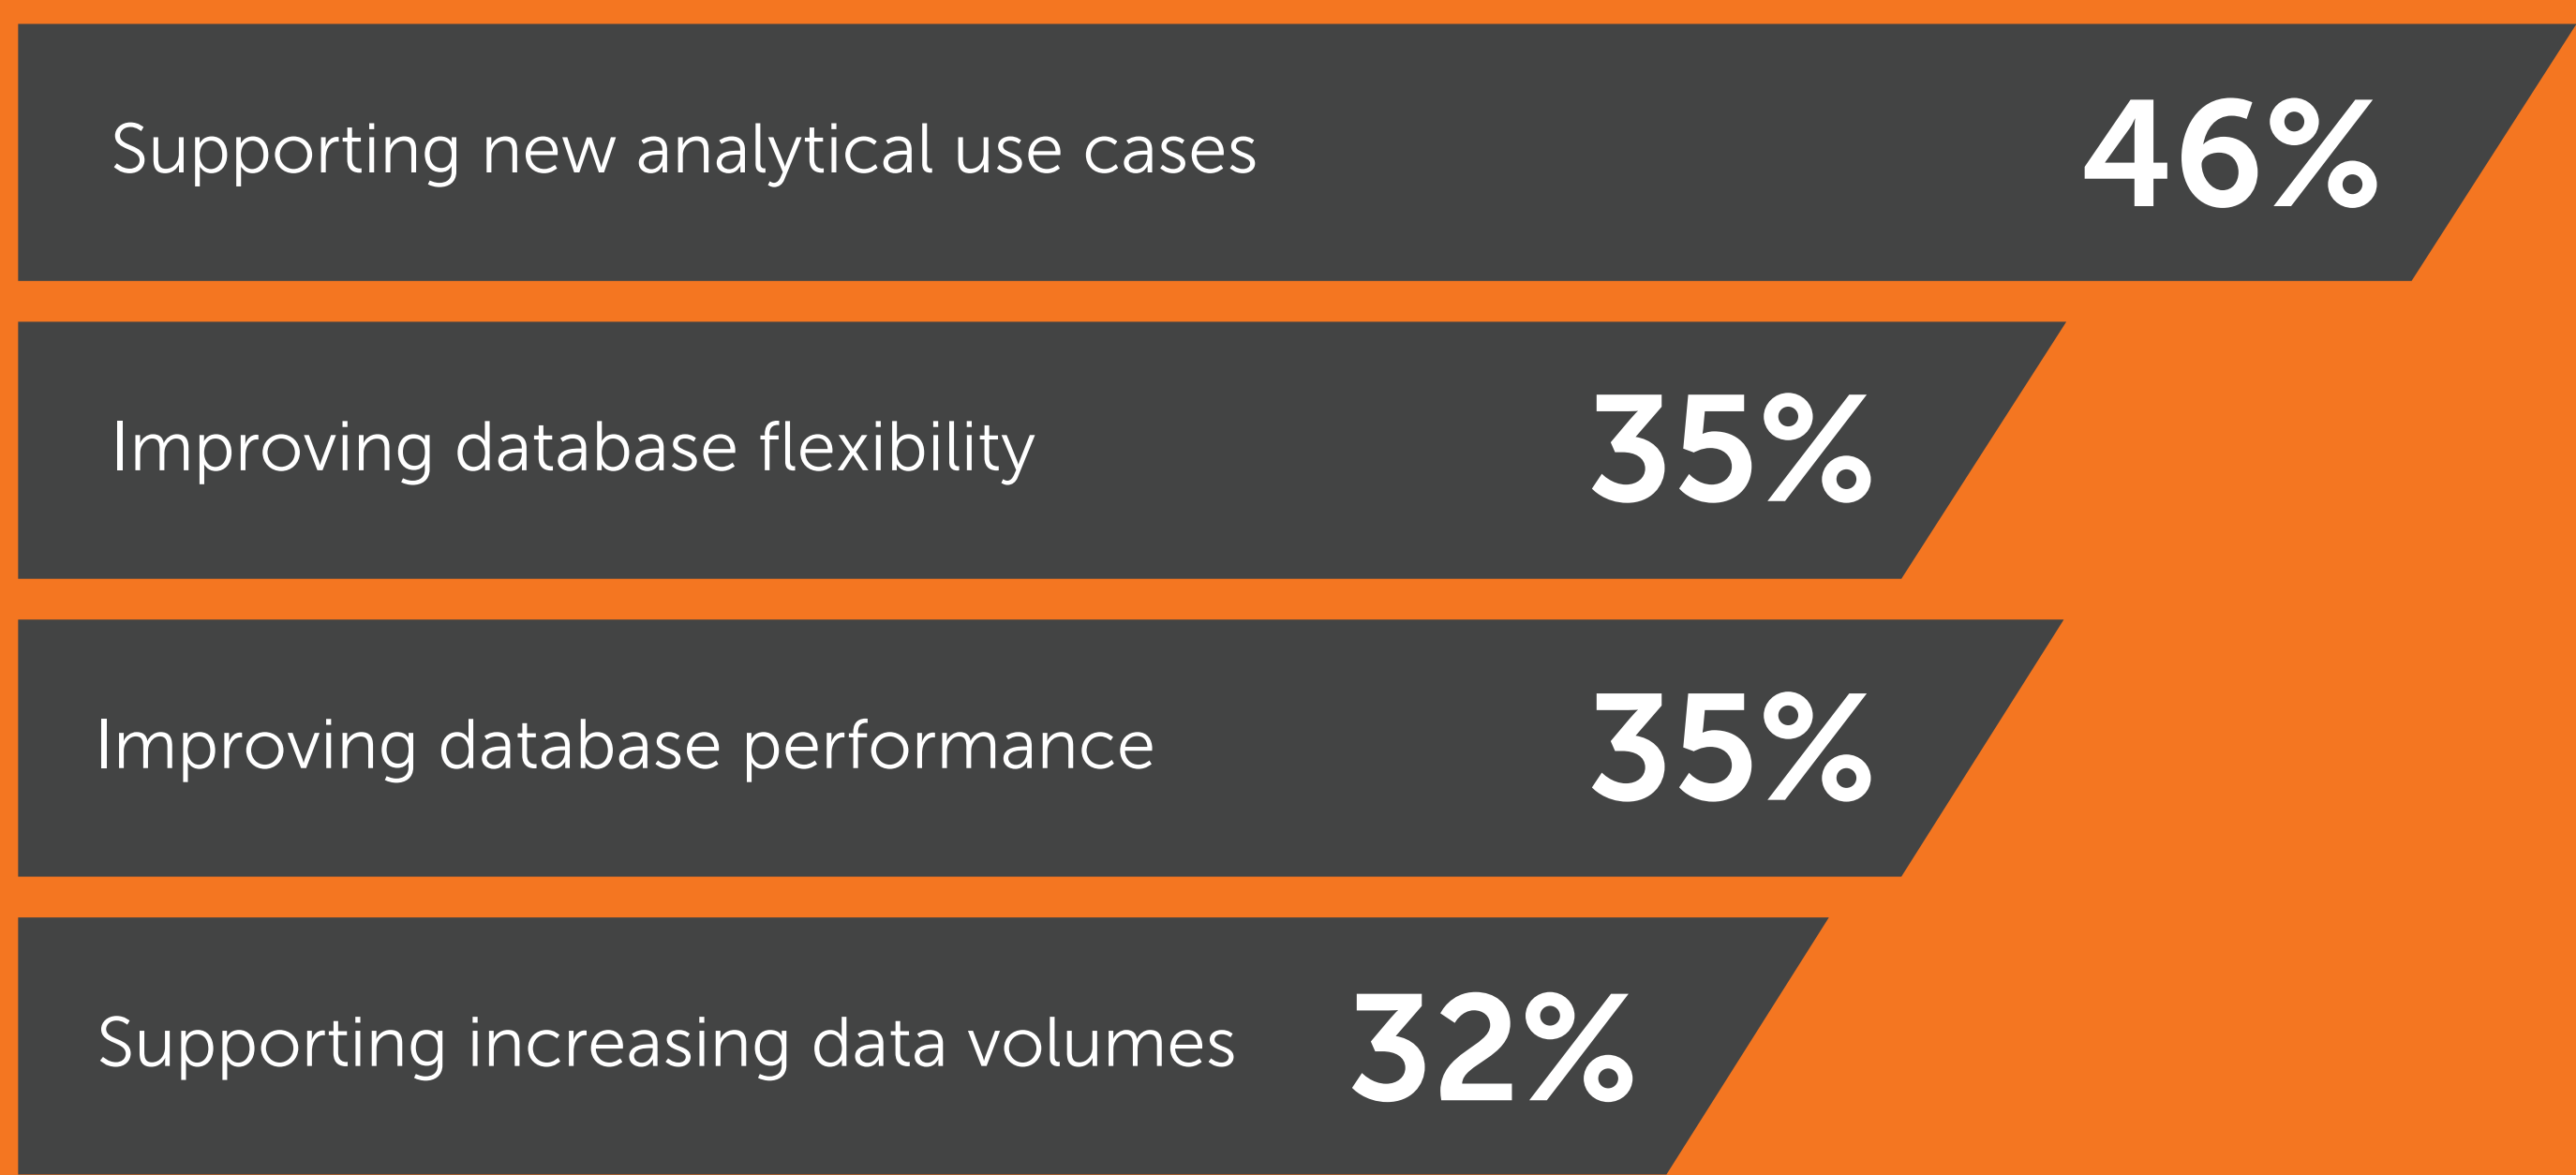 Supporting new analytical use cases 46%
Improving database flexibility 35%
Improving database performance 35%
Supporting increasing data volumes 32%